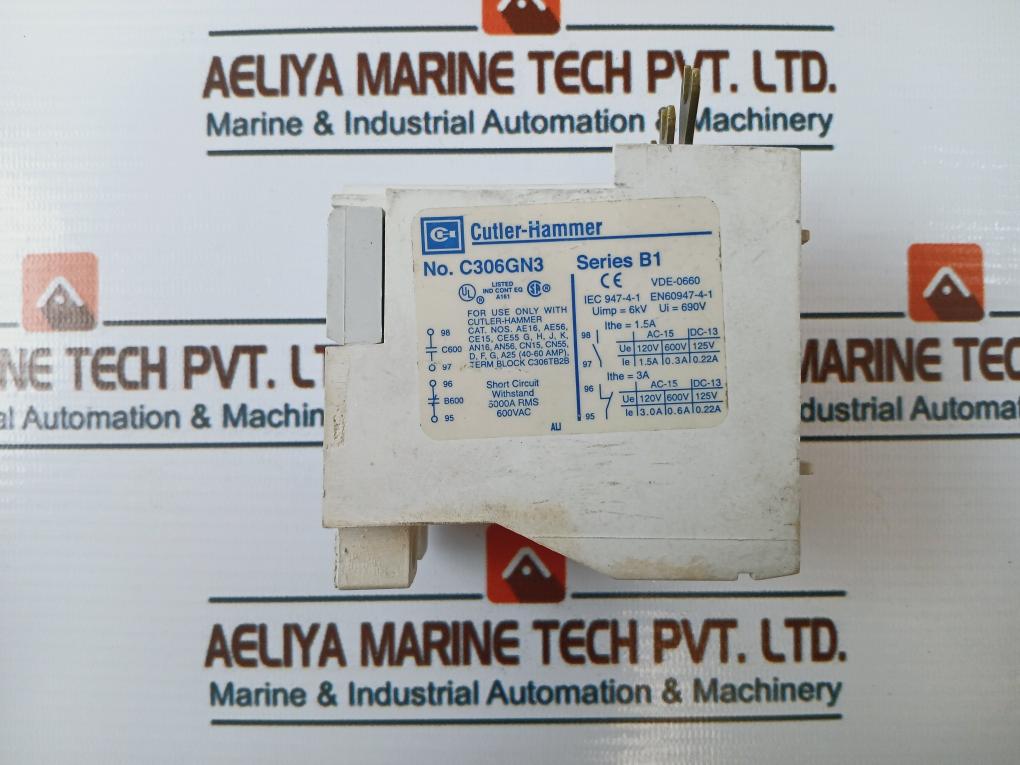 AELIYA MARINE TECH PVT. LTD.
Marine & Industrial Automation & Machinery
Cutler-Hammer
No. C306GN3
Series B1
UL ®
LISTED
IND CONT EQ
A161
®
CE
VDE-0660
IEC 947-4-1 EN60947-4-1
Uimp = 6kV Ui = 690V
FOR USE ONLY WITH
CUTLER-HAMMER
CAT. NOS. AE16, AE56,
CE15, CE55 G, H, J, K,
AN16, AN56, CN15, CN55,
D, F, G, A25 (40-60 AMP),
TERM BLOCK C306TB2B
Short Circuit
Withstand
5000A RMS
600VAC
98
C600
97
96
B600
95
Ithe = 1.5A
98
97
AC-15 DC-13
Ue 120V 600V 125V
Ie 1.5A 0.3A 0.22A
Ithe = 3A
96
95
AC-15 DC-13
Ue 120V 600V 125V
Ie 3.0A 0.6A 0.22A
ALI
NE TECH PVT. LT
al Automation & Machin
MARINE TECH
dustrial Automatio
AELIYA MARINE TECH PVT. LTD.
Marine & Industrial Automation & Machinery